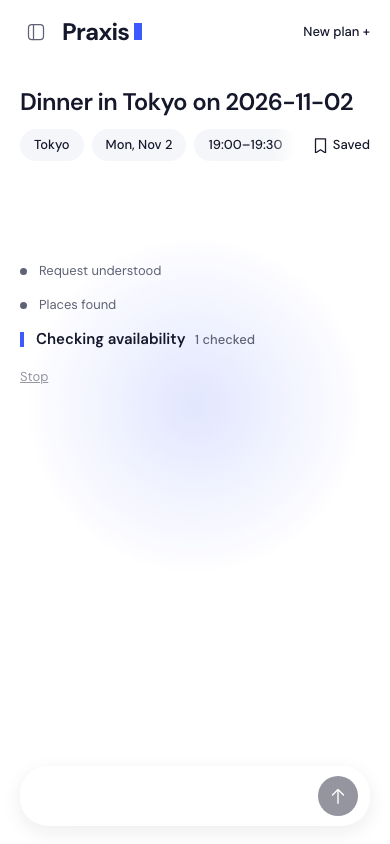 Praxis
New plan +
Dinner in Tokyo on 2026-11-02
Tokyo
Mon, Nov 2
19:00–19:30
Saved
Request understood
Places found
Checking availability 1 checked
Stop